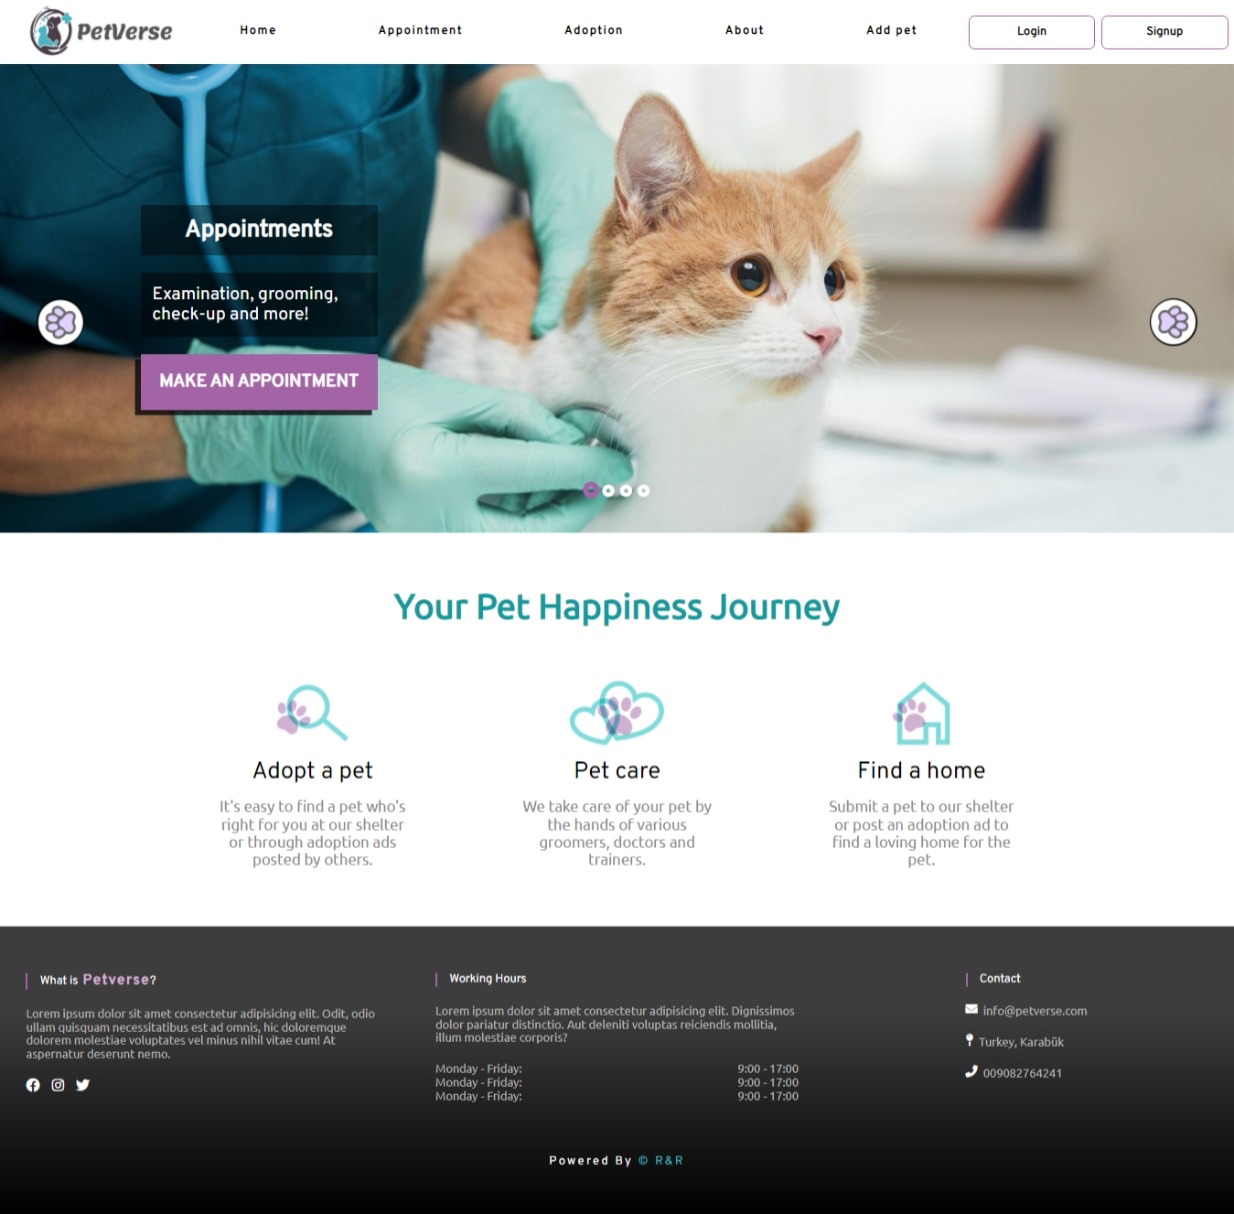 PetVerse
Home
Appointment
Adoption
About
Add pet
Login
Signup
Appointments
Examination, grooming,
check-up and more!
MAKE AN APPOINTMENT
Your Pet Happiness Journey
Adopt a pet
It's easy to find a pet who's
right for you at our shelter
or through adoption ads
posted by others.
Pet care
We take care of your pet by
the hands of various
groomers, doctors and
trainers.
Find a home
Submit a pet to our shelter
or post an adoption ad to
find a loving home for the
pet.
What is Petverse?
Lorem ipsum dolor sit amet consectetur adipisicing elit. Odit, odio
ullam quisquam necessitatibus est ad omnis, hic doloremque
dolorem molestiae voluptates vel minus nihil vitae cum! At
aspernatur deserunt nemo.
Working Hours
Lorem ipsum dolor sit amet consectetur adipisicing elit. Dignissimos
dolor pariatur distinctio. Aut deleniti voluptas reiciendis mollitia,
illum molestiae corporis?
Monday - Friday: 9:00 - 17:00
Monday - Friday: 9:00 - 17:00
Monday - Friday: 9:00 - 17:00
Contact
info@petverse.com
Turkey, Karabük
009082764241
Powered By © R&R